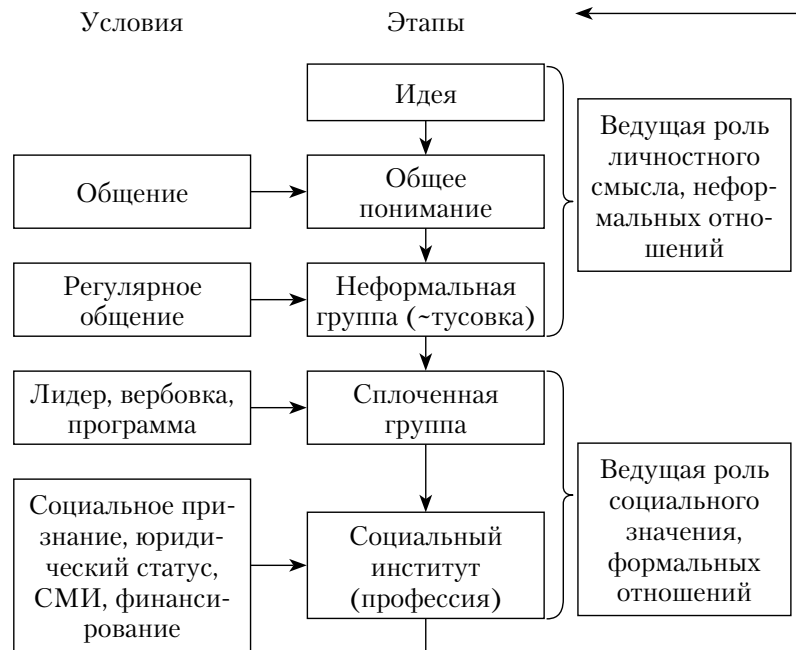 Условия
Этапы
Идея
Общение
Общее
понимание
Ведущая роль
личностного
смысла, нефор-
мальных отно-
шений
Регулярное
общение
Неформальная
группа (~тусовка)
Лидер, вербовка,
программа
Сплоченная
группа
Социальное при-
знание, юриди-
ческий статус,
СМИ, финанси-
рование
Социальный
институт
(профессия)
Ведущая роль
социального
значения,
формальных
отношений